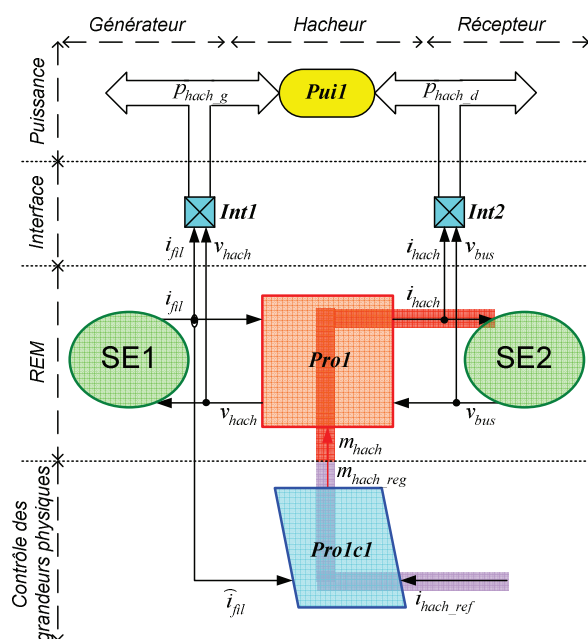 Générateur Hacheur Récepteur
Puissance
p_hach_g Pui1 p_hach_d
Interface
Int1 Int2
i_fil v_hach i_hach v_bus
REM
i_fil i_hach
SE1 Pro1 SE2
v_hach v_bus
m_hach
m_hach_reg
Contrôle des
grandeurs physiques
Pro1c1
î_fil i_hach_ref